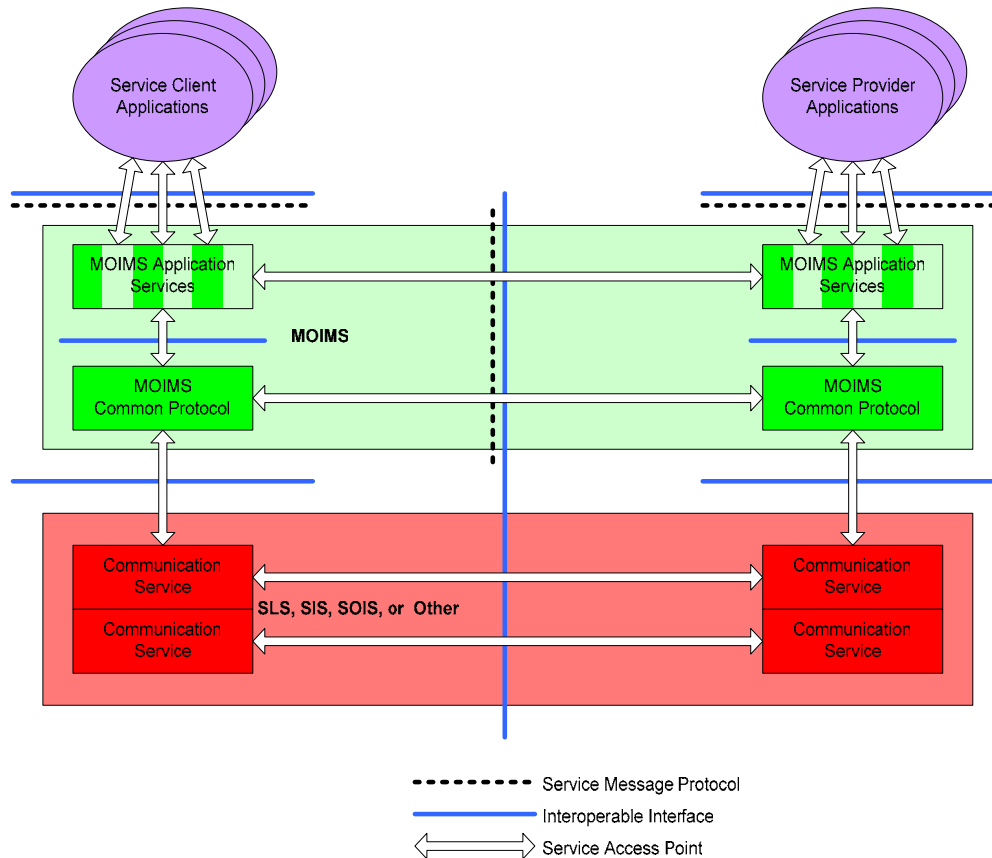 Service Client
Applications
Service Provider
Applications
MOIMS Application
Services
MOIMS Application
Services
MOIMS
MOIMS
Common Protocol
MOIMS
Common Protocol
Communication
Service
Communication
Service
SLS, SIS, SOIS, or Other
Communication
Service
Communication
Service
Service Message Protocol
Interoperable Interface
Service Access Point